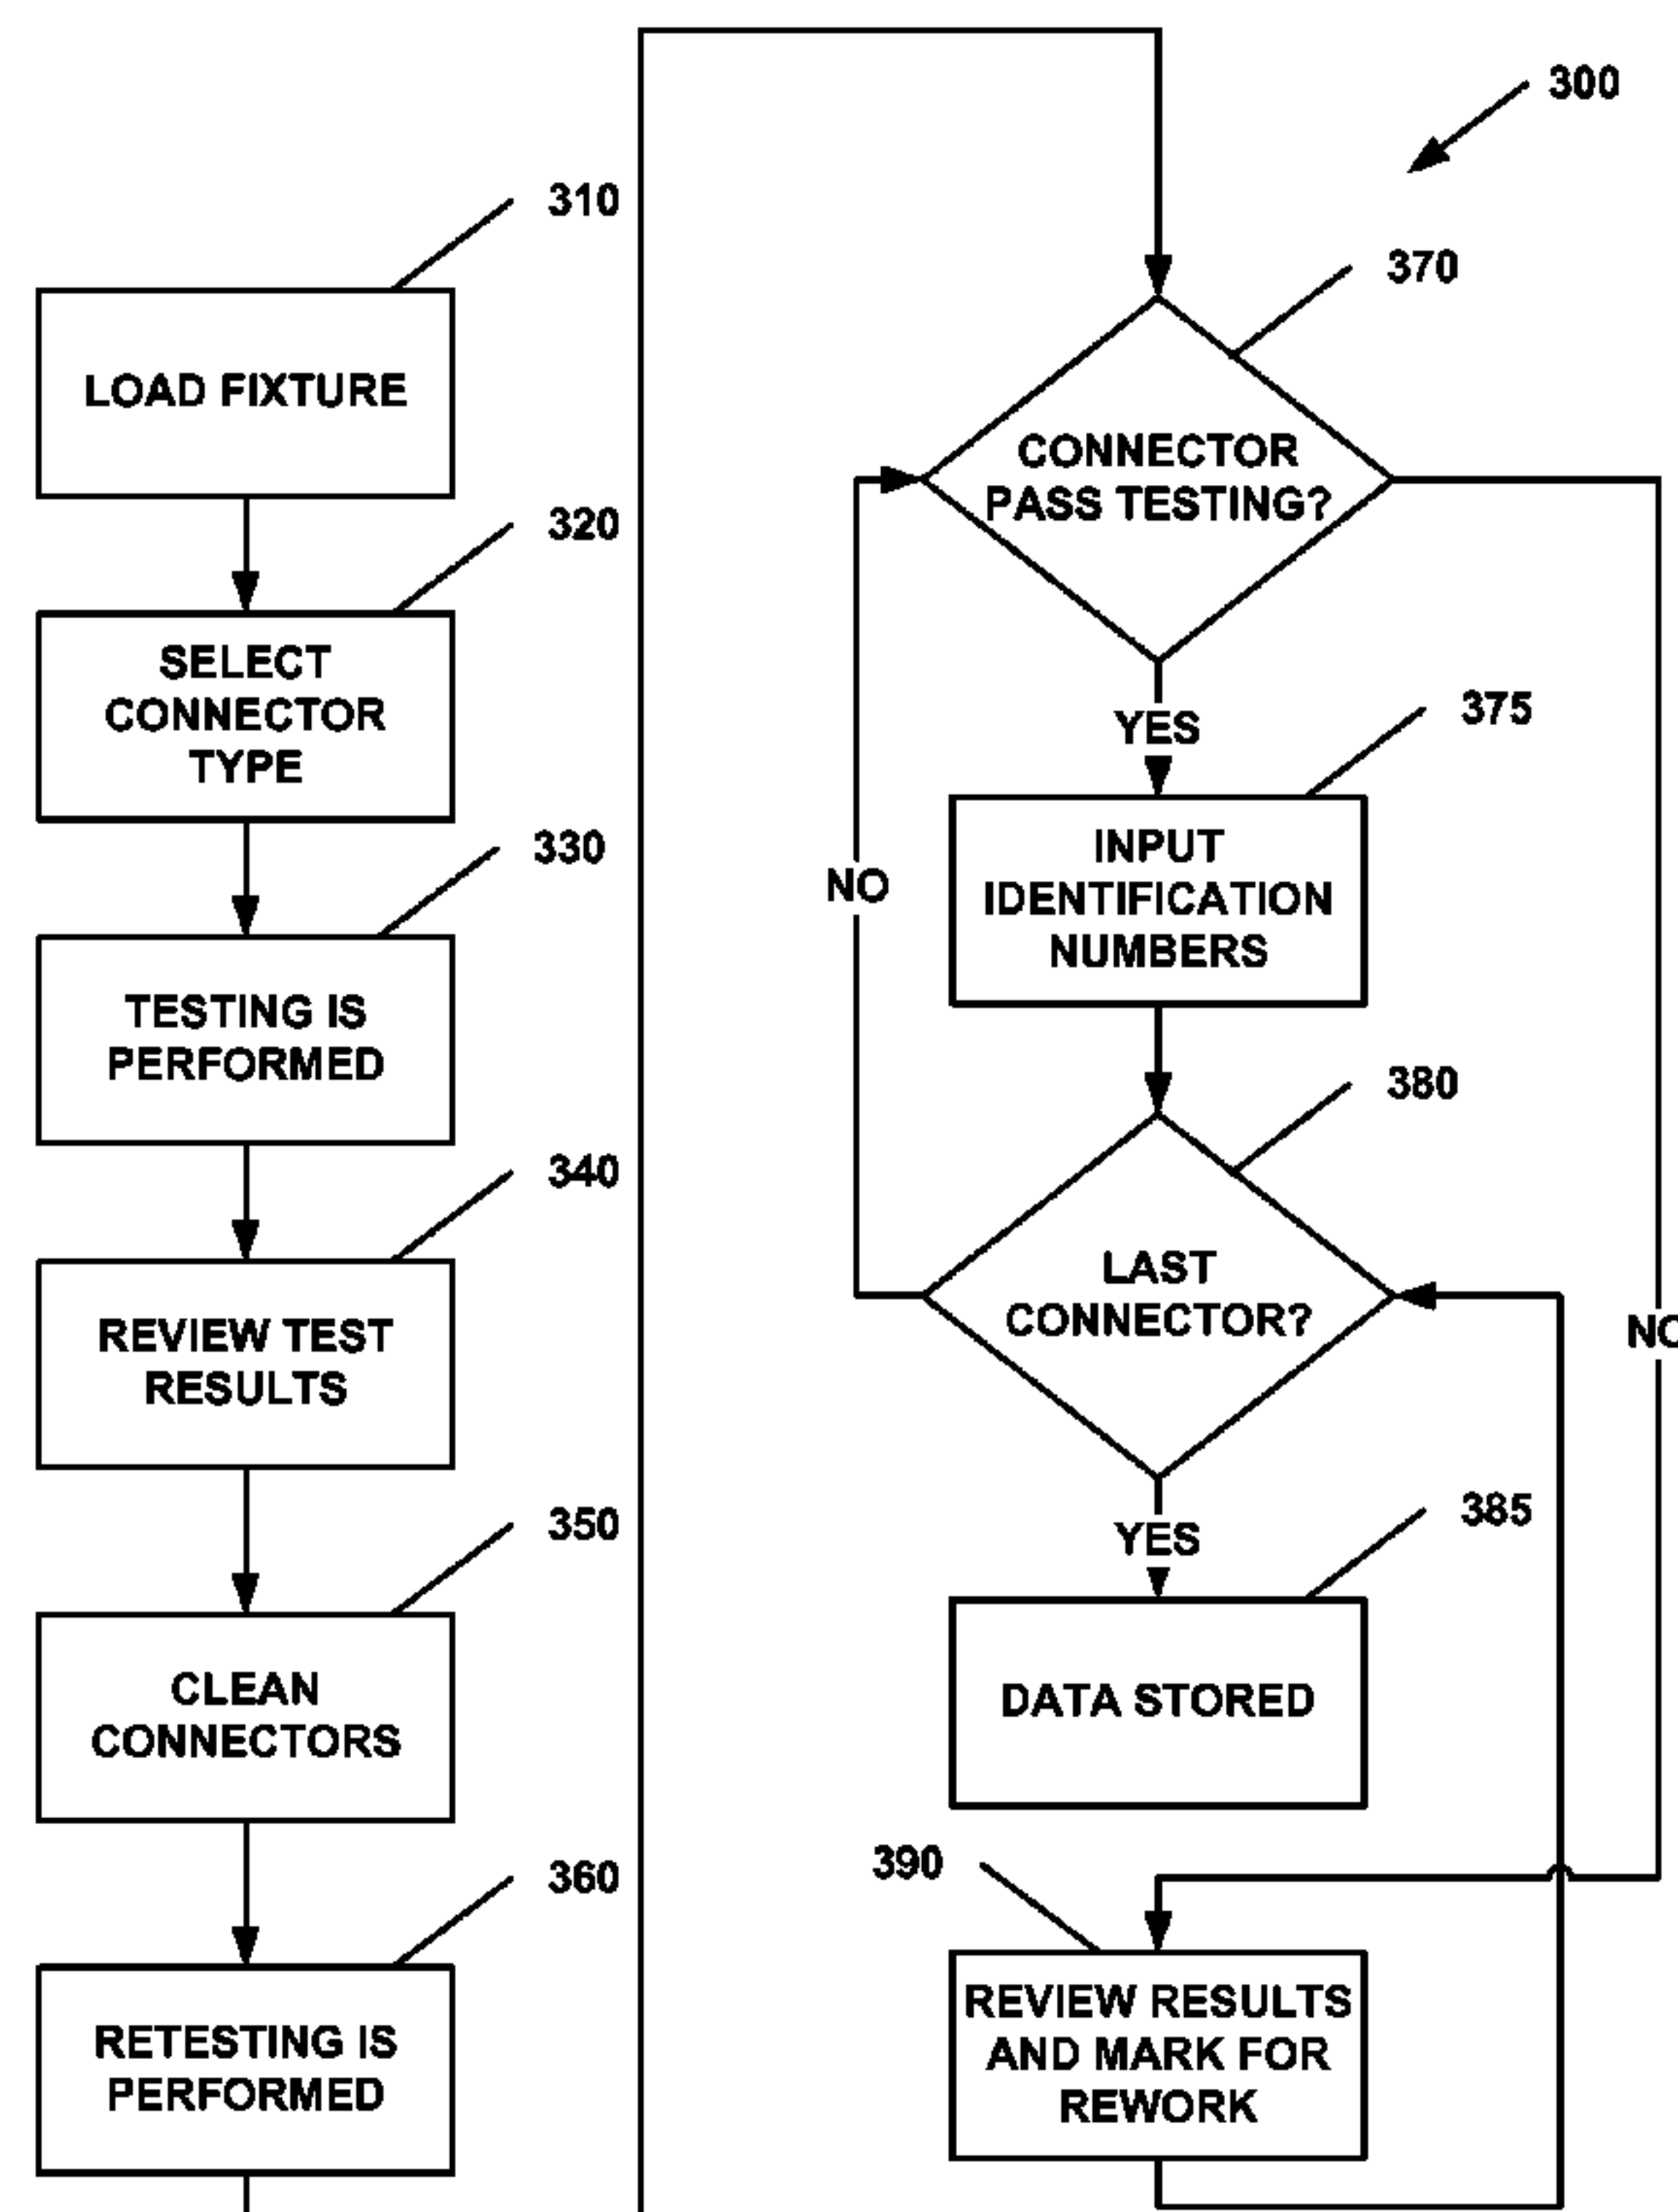 300
310
LOAD FIXTURE
320
SELECT
CONNECTOR
TYPE
330
TESTING IS
PERFORMED
340
REVIEW TEST
RESULTS
350
CLEAN
CONNECTORS
360
RETESTING IS
PERFORMED
370
CONNECTOR
PASS TESTING?
YES
375
INPUT
IDENTIFICATION
NUMBERS
NO
380
LAST
CONNECTOR?
NO
YES
385
DATA STORED
390
REVIEW RESULTS
AND MARK FOR
REWORK